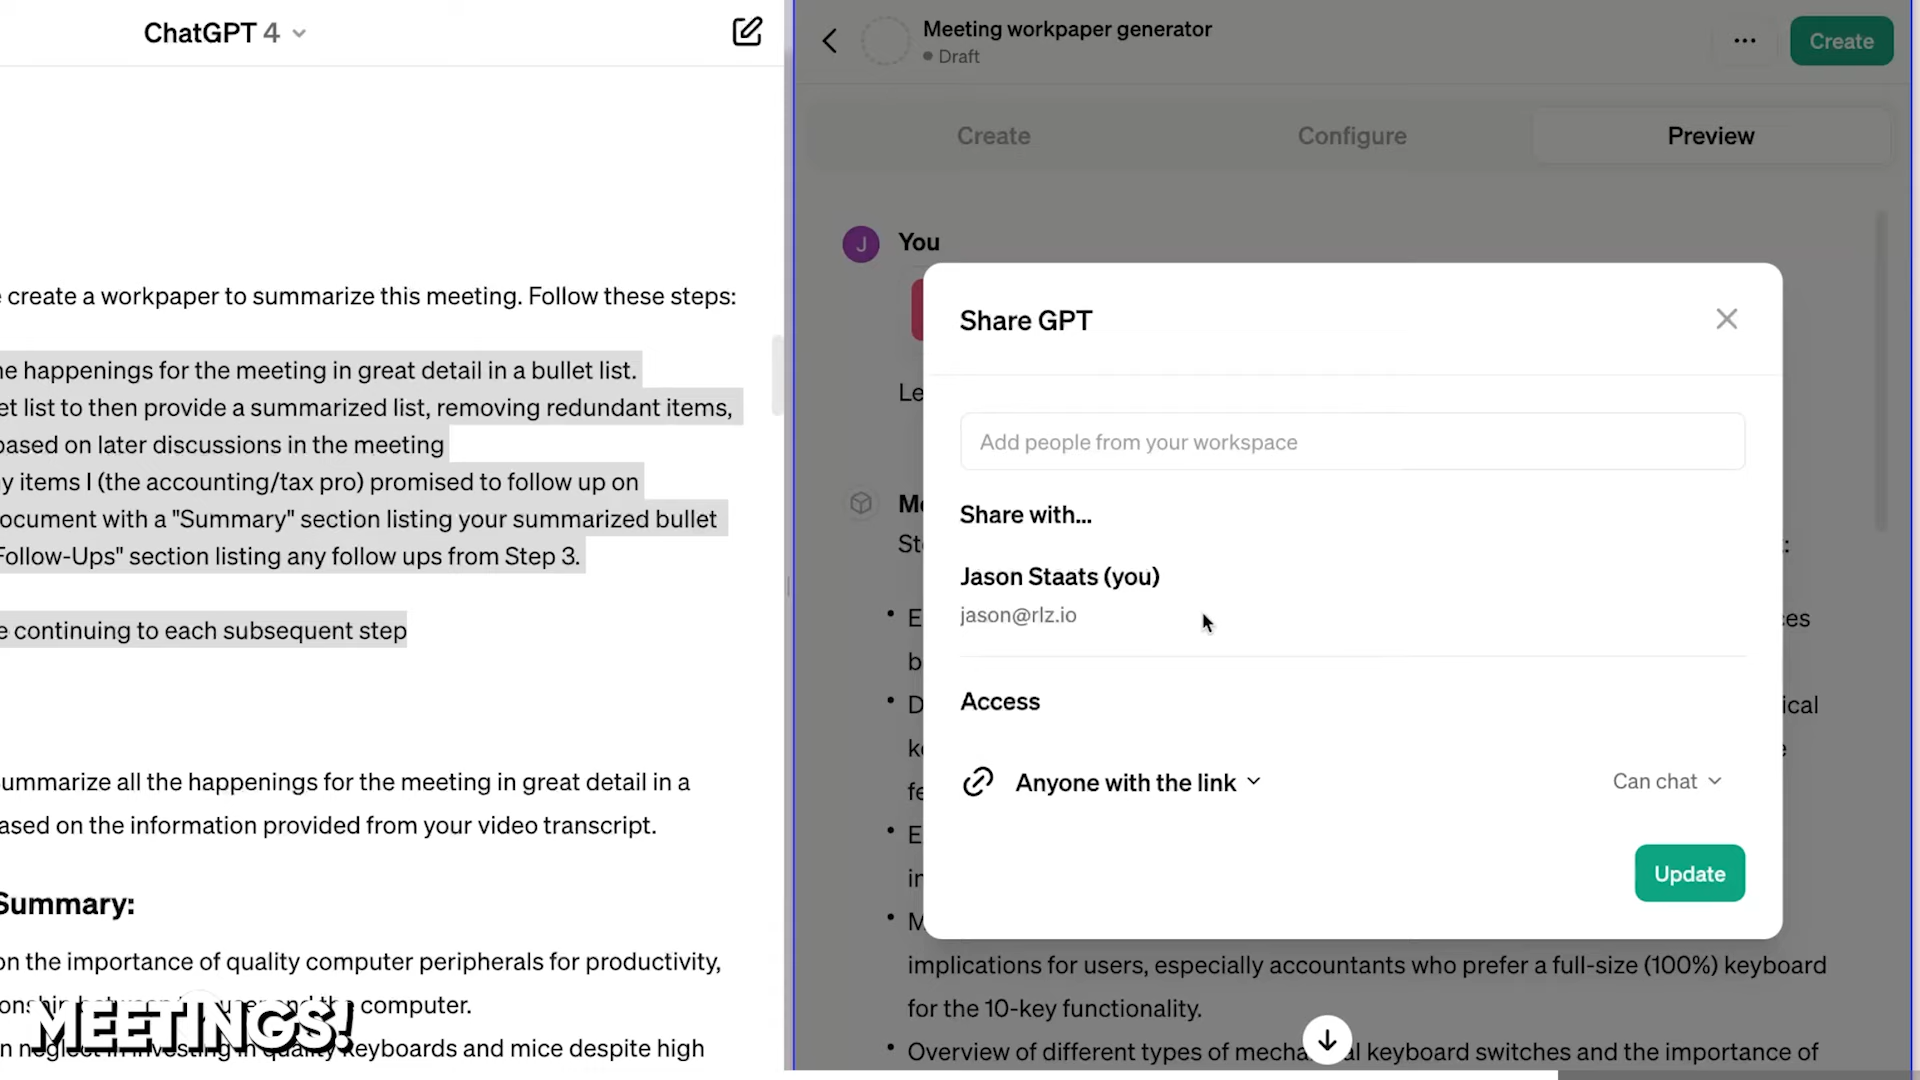 ChatGPT 4
create a workpaper to summarize this meeting. Follow these steps:
happenings for the meeting in great detail in a bullet list.
list to then provide a summarized list, removing redundant items,
based on later discussions in the meeting
items I (the accounting/tax pro) promised to follow up on
document with a "Summary" section listing your summarized bullet
Follow-Ups" section listing any follow ups from Step 3.
continuing to each subsequent step
ummarize all the happenings for the meeting in great detail in a
ased on the information provided from your video transcript.
Summary:
on the importance of quality computer peripherals for productivity,
computer.
in investing in quality keyboards and mice despite high
MEETINGS!
Meeting workpaper generator
Draft
Create
Create
Configure
Preview
J
You
Share GPT
Add people from your workspace
Share with...
Jason Staats (you)
jason@rlz.io
Access
Anyone with the link
Can chat
Update
implications for users, especially accountants who prefer a full-size (100%) keyboard
for the 10-key functionality.
Overview of different types of keyboard switches and the importance of